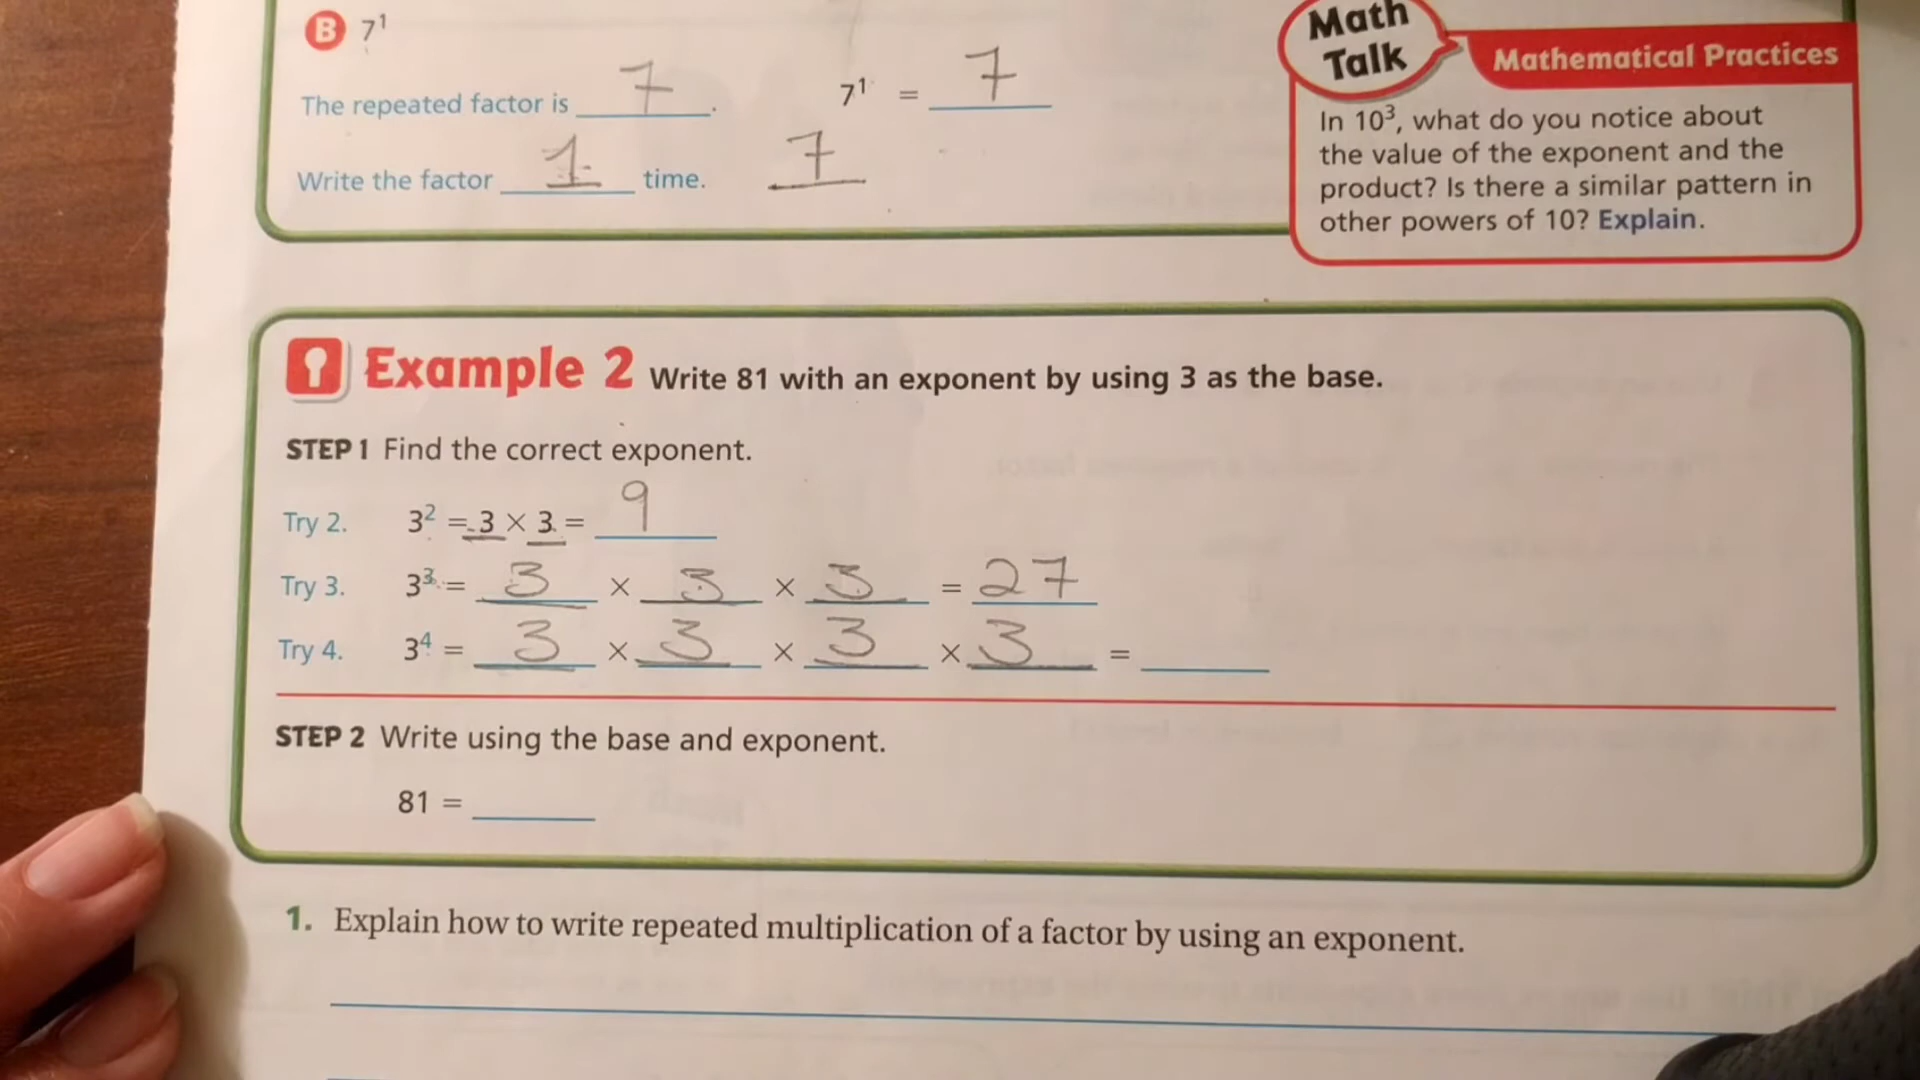 B 7¹
The repeated factor is 7. 7¹ = 7
Write the factor 1 time. 7
Math
Talk
Mathematical Practices
In 10³, what do you notice about
the value of the exponent and the
product? Is there a similar pattern in
other powers of 10? Explain.
Example 2 Write 81 with an exponent by using 3 as the base.
STEP 1 Find the correct exponent.
Try 2. 3² = 3 × 3 = 9
Try 3. 3³ = 3 × 3 × 3 = 27
Try 4. 3⁴ = 3 × 3 × 3 × 3 =
STEP 2 Write using the base and exponent.
81 =
1. Explain how to write repeated multiplication of a factor by using an exponent.